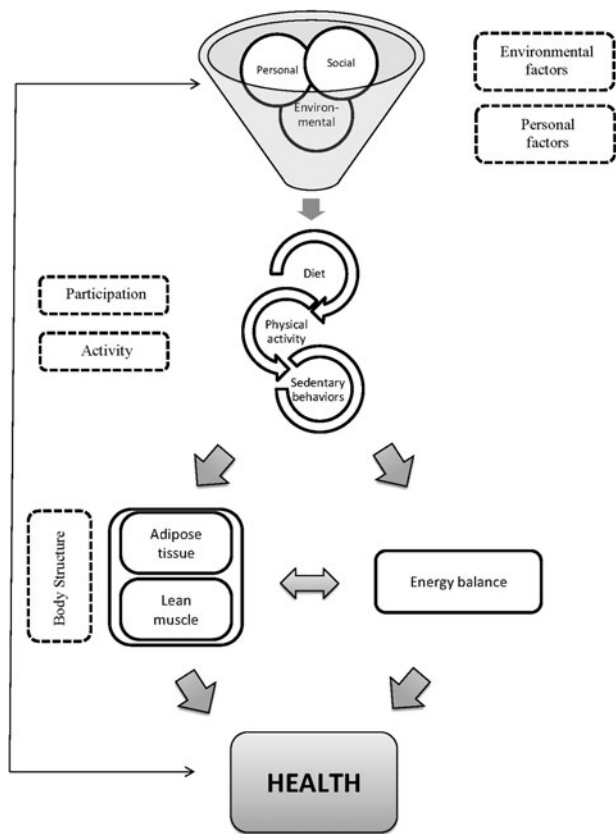 Personal
Social
Environ-
mental
Environmental
factors
Personal
factors
Diet
Physical
activity
Sedentary
behaviors
Participation
Activity
Body Structure
Adipose
tissue
Lean
muscle
Energy balance
HEALTH